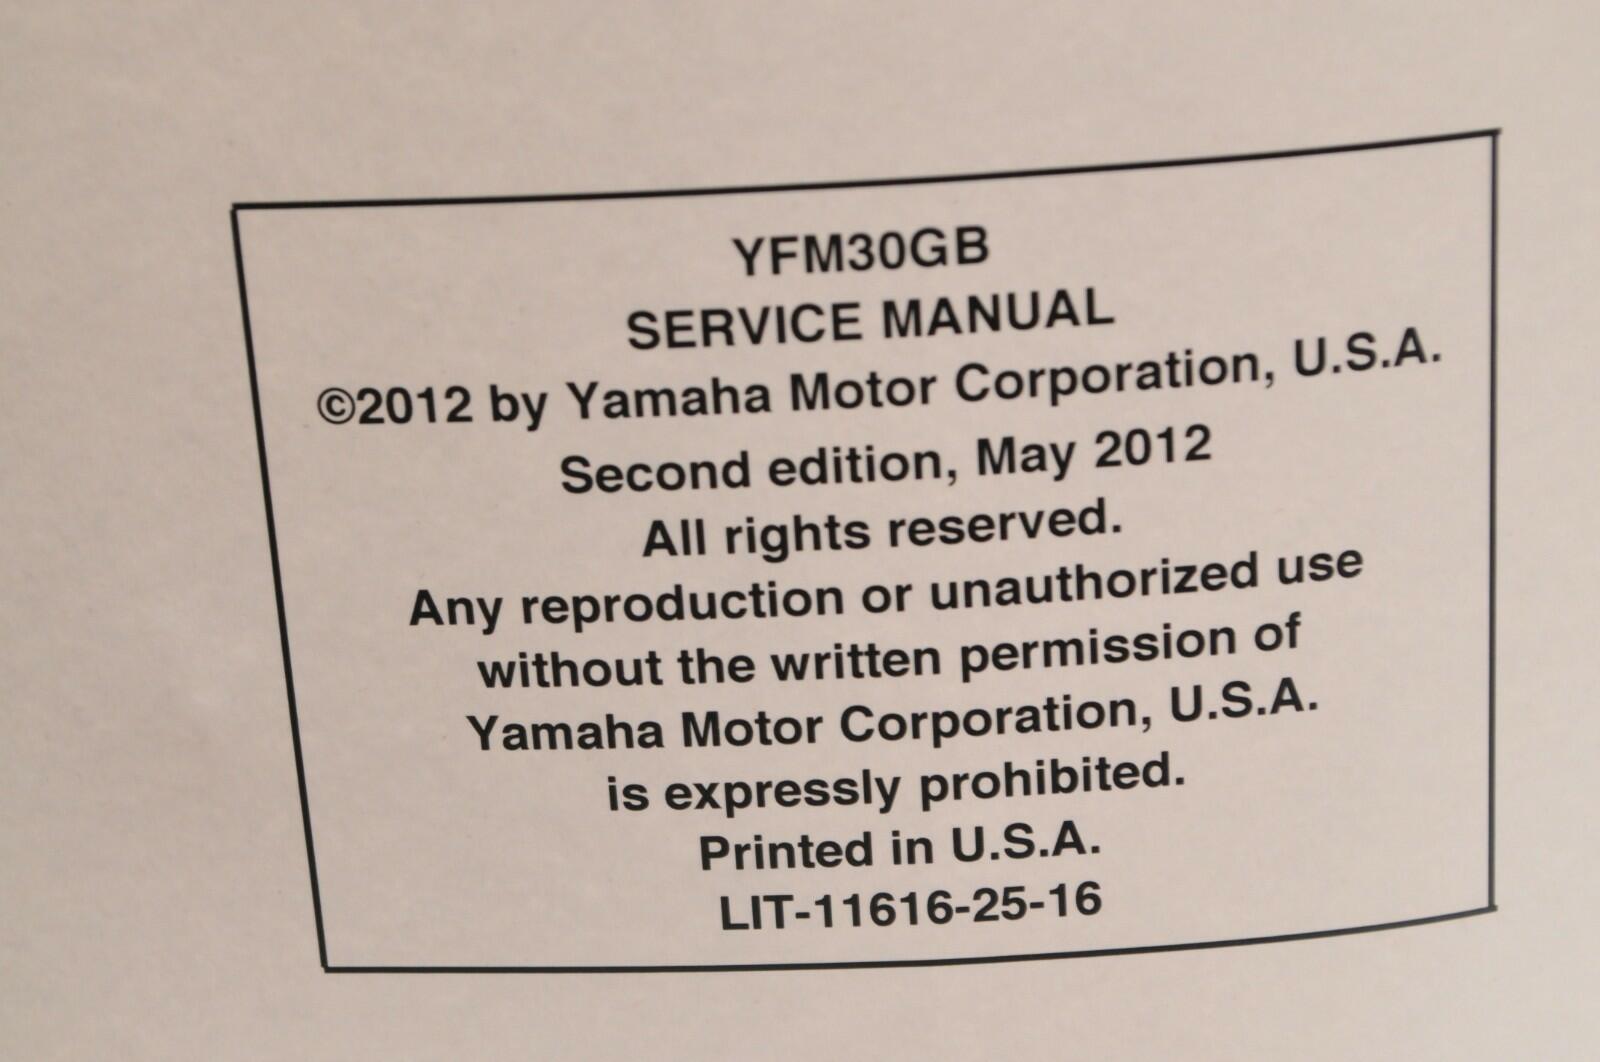 YFM30GB
SERVICE MANUAL
©2012 by Yamaha Motor Corporation, U.S.A.
Second edition, May 2012
All rights reserved.
Any reproduction or unauthorized use
without the written permission of
Yamaha Motor Corporation, U.S.A.
is expressly prohibited.
Printed in U.S.A.
LIT-11616-25-16